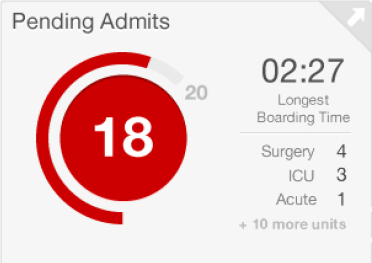 Pending Admits
18
20
02:27
Longest
Boarding Time
Surgery 4
ICU 3
Acute 1
+ 10 more units